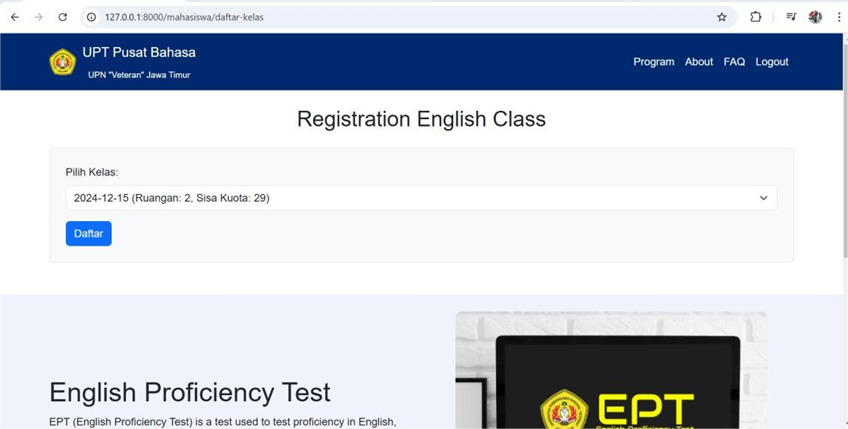 127.0.0.1:8000/mahasiswa/daftar-kelas
UPT Pusat Bahasa
UPN "Veteran" Jawa Timur
Program About FAQ Logout
Registration English Class
Pilih Kelas:
2024-12-15 (Ruangan: 2, Sisa Kuota: 29)
Daftar
English Proficiency Test
EPT (English Proficiency Test) is a test used to test proficiency in English,
EPT
English Proficiency Test